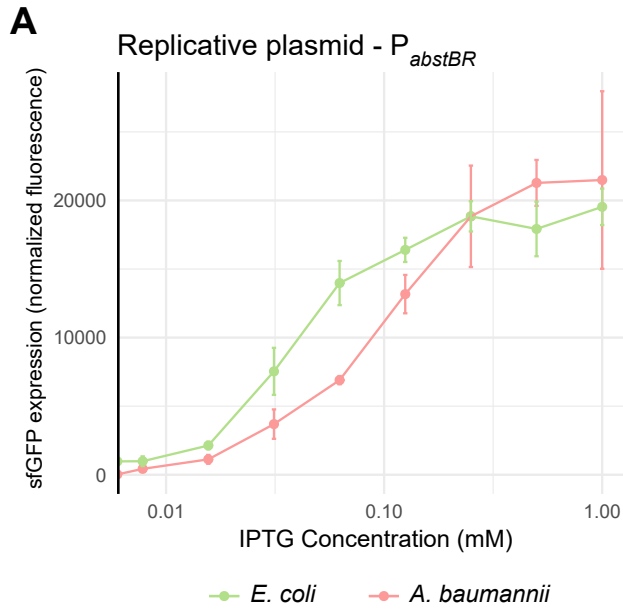 A
Replicative plasmid - P abstBR
sfGFP expression (normalized fluorescence)
20000
10000
0
0.01 0.10 1.00
IPTG Concentration (mM)
E. coli A. baumannii